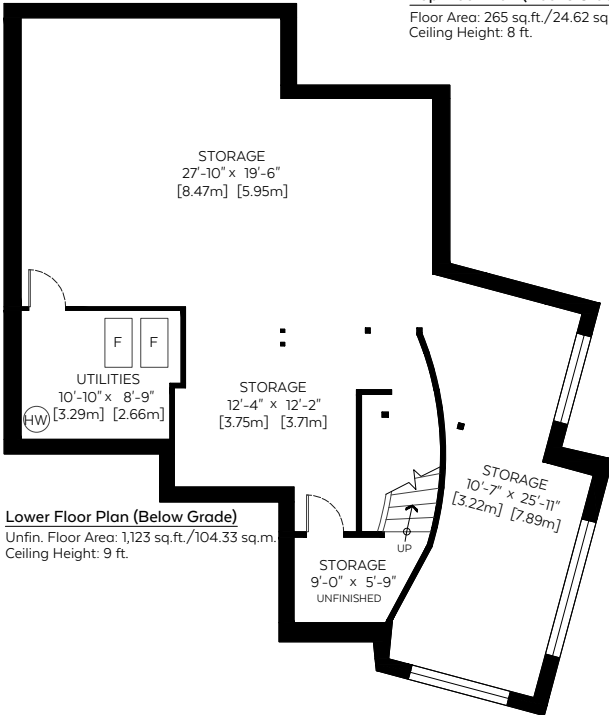 Floor Area: 265 sq.ft./24.62 sq
Ceiling Height: 8 ft.
STORAGE
27'-10" x 19'-6"
[8.47m] [5.95m]
F F
UTILITIES
10'-10" x 8'-9"
[3.29m] [2.66m]
HW
STORAGE
12'-4" x 12'-2"
[3.75m] [3.71m]
STORAGE
10'-7" x 25'-11"
[3.22m] [7.89m]
Lower Floor Plan (Below Grade)
Unfin. Floor Area: 1,123 sq.ft./104.33 sq.m.
Ceiling Height: 9 ft.
UP
STORAGE
9'-0" x 5'-9"
UNFINISHED